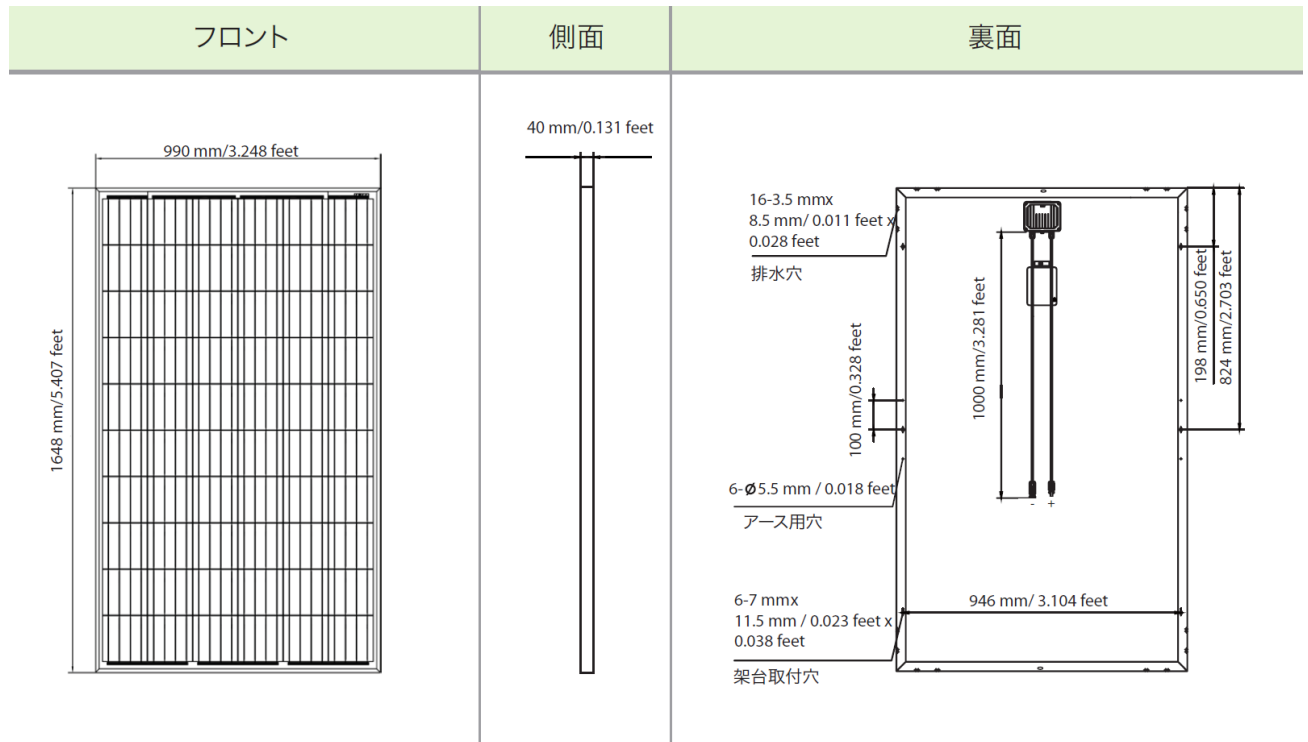 フロント
側面
裏面
990 mm/3.248 feet
1648 mm/5.407 feet
40 mm/0.131 feet
16-3.5 mmx
8.5 mm/ 0.011 feet x
0.028 feet
排水穴
100 mm/0.328 feet
1000 mm/3.281 feet
198 mm/0.650 feet
824 mm/2.703 feet
6-Ø5.5 mm / 0.018 feet
アース用穴
- +
6-7 mmx
11.5 mm / 0.023 feet x
0.038 feet
架台取付穴
946 mm/ 3.104 feet